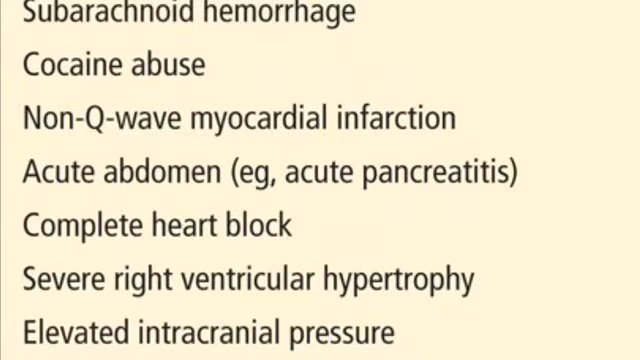 Subarachnoid hemorrhage
Cocaine abuse
Non-Q-wave myocardial infarction
Acute abdomen (eg, acute pancreatitis)
Complete heart block
Severe right ventricular hypertrophy
Elevated intracranial pressure